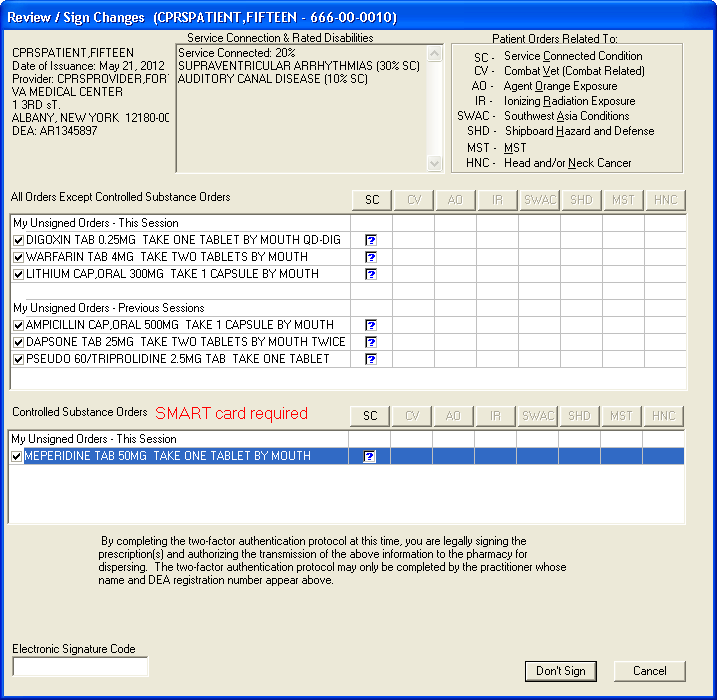 Review / Sign Changes  (CPRSPATIENT,FIFTEEN - 666-00-0010)
CPRSPATIENT,FIFTEEN
Date of Issuance: May 21, 2012
Provider: CPRSPROVIDER,FOR
VA MEDICAL CENTER
1 3RD sT.
ALBANY, NEW YORK  12180-00
DEA: AR1345897
Service Connection & Rated Disabilities
Service Connected: 20%
SUPRAVENTRICULAR ARRHYTHMIAS (30% SC)
AUDITORY CANAL DISEASE (10% SC)
Patient Orders Related To:
SC - Service Connected Condition
CV - Combat Vet (Combat Related)
AO - Agent Orange Exposure
IR - Ionizing Radiation Exposure
SWAC - Southwest Asia Conditions
SHD - Shipboard Hazard and Defense
MST - MST
HNC - Head and/or Neck Cancer
All Orders Except Controlled Substance Orders SC CV AO IR SWAC SHD MST HNC
My Unsigned Orders - This Session
DIGOXIN TAB 0.25MG  TAKE ONE TABLET BY MOUTH QD-DIG ?
WARFARIN TAB 4MG  TAKE TWO TABLETS BY MOUTH ?
LITHIUM CAP,ORAL 300MG  TAKE 1 CAPSULE BY MOUTH ?
My Unsigned Orders - Previous Sessions
AMPICILLIN CAP,ORAL 500MG  TAKE 1 CAPSULE BY MOUTH ?
DAPSONE TAB 25MG  TAKE TWO TABLETS BY MOUTH TWICE ?
PSEUDO 60/TRIPROLIDINE 2.5MG TAB  TAKE ONE TABLET ?
Controlled Substance Orders SMART card required SC CV AO IR SWAC SHD MST HNC
My Unsigned Orders - This Session
MEPERIDINE TAB 50MG  TAKE ONE TABLET BY MOUTH ?
By completing the two-factor authentication protocol at this time, you are legally signing the
prescription(s) and authorizing the transmission of the above information to the pharmacy for
dispersing.  The two-factor authentication protocol may only be completed by the practitioner whose
name and DEA registration number appear above.
Electronic Signature Code
Don't Sign Cancel